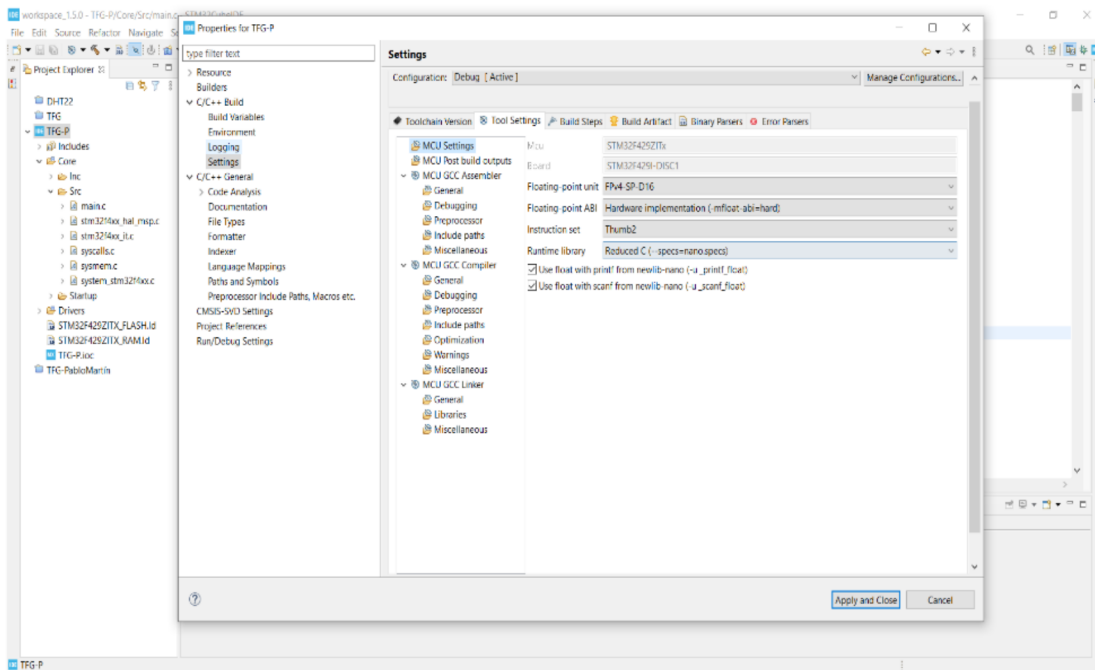 workspace_1.5.0 - TFG-P/Core/Src/main.c - STM32CubeIDE
File Edit Source Refactor Navigate
Project Explorer
DHT22
TFG
TFG-P
Includes
Core
Inc
Src
main.c
stm32f4xx_hal_msp.c
stm32f4xx_it.c
syscalls.c
sysmem.c
system_stm32f4xx.c
Startup
Drivers
STM32F429ZITX_FLASH.ld
STM32F429ZITX_RAM.ld
TFG-P.ioc
TFG-PabloMartín
Properties for TFG-P
type filter text
Resource
Builders
C/C++ Build
Build Variables
Environment
Logging
Settings
C/C++ General
Code Analysis
Documentation
File Types
Formatter
Indexer
Language Mappings
Paths and Symbols
Preprocessor Include Paths, Macros etc.
CMSIS-SVD Settings
Project References
Run/Debug Settings
Settings
Configuration: Debug [ Active ] Manage Configurations...
Toolchain Version Tool Settings Build Steps Build Artifact Binary Parsers Error Parsers
MCU Settings
MCU Post build outputs
MCU GCC Assembler
General
Debugging
Preprocessor
Include paths
Miscellaneous
MCU GCC Compiler
General
Debugging
Preprocessor
Include paths
Optimization
Warnings
Miscellaneous
MCU GCC Linker
General
Libraries
Miscellaneous
Mcu STM32F429ZITx
Board STM32F429I-DISC1
Floating-point unit FPv4-SP-D16
Floating-point ABI Hardware implementation (-mfloat-abi=hard)
Instruction set Thumb2
Runtime library Reduced C (--specs=nano.specs)
Use float with printf from newlib-nano (-u _printf_float)
Use float with scanf from newlib-nano (-u _scanf_float)
Apply and Close Cancel
TFG-P